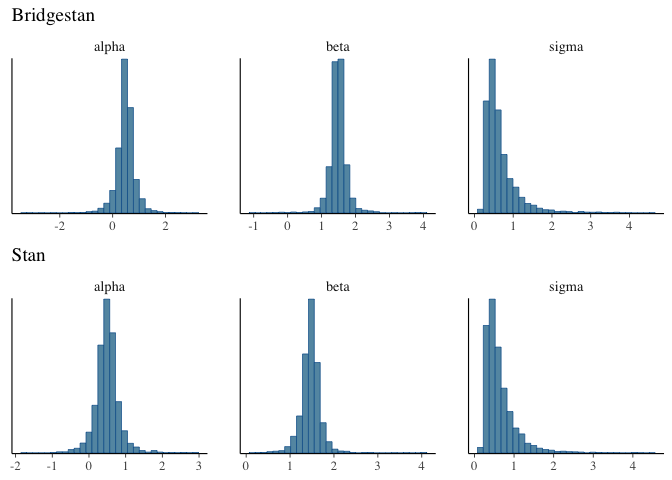 Bridgestan
alpha beta sigma
-2 0 2 -1 0 1 2 3 4 0 1 2 3 4
Stan
alpha beta sigma
-2 -1 0 1 2 3 0 1 2 3 4 0 1 2 3 4